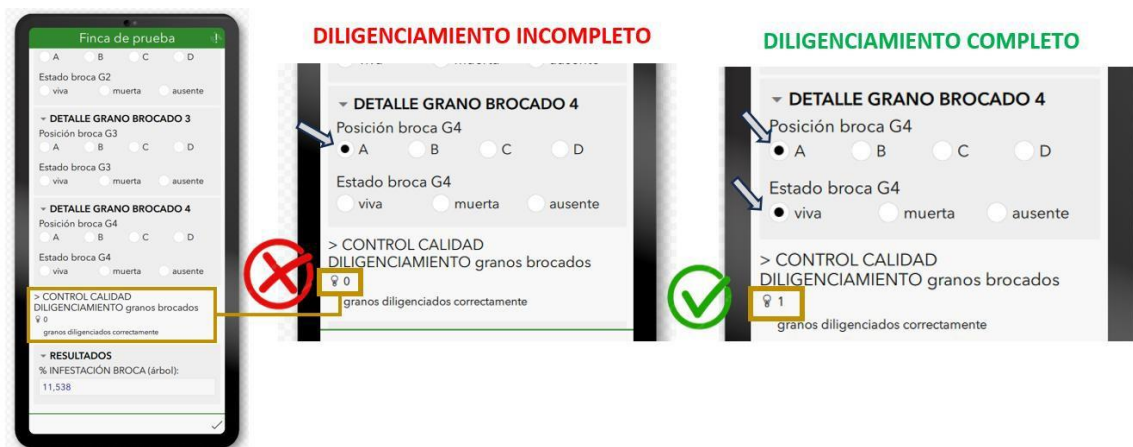 Finca de prueba
A B C D
Estado broca G2
viva muerta ausente
DETALLE GRANO BROCADO 3
Posición broca G3
A B C D
Estado broca G3
viva muerta ausente
DETALLE GRANO BROCADO 4
Posición broca G4
A B C D
Estado broca G4
viva muerta ausente
> CONTROL CALIDAD
DILIGENCIAMIENTO granos brocados
0
granos diligenciados correctamente
RESULTADOS
% INFESTACIÓN BROCA (árbol):
11,538
DILIGENCIAMIENTO INCOMPLETO
DETALLE GRANO BROCADO 4
Posición broca G4
A B C D
Estado broca G4
viva muerta ausente
> CONTROL CALIDAD
DILIGENCIAMIENTO granos brocados
0
granos diligenciados correctamente
DILIGENCIAMIENTO COMPLETO
DETALLE GRANO BROCADO 4
Posición broca G4
A B C D
Estado broca G4
viva muerta ausente
> CONTROL CALIDAD
DILIGENCIAMIENTO granos brocados
1
granos diligenciados correctamente